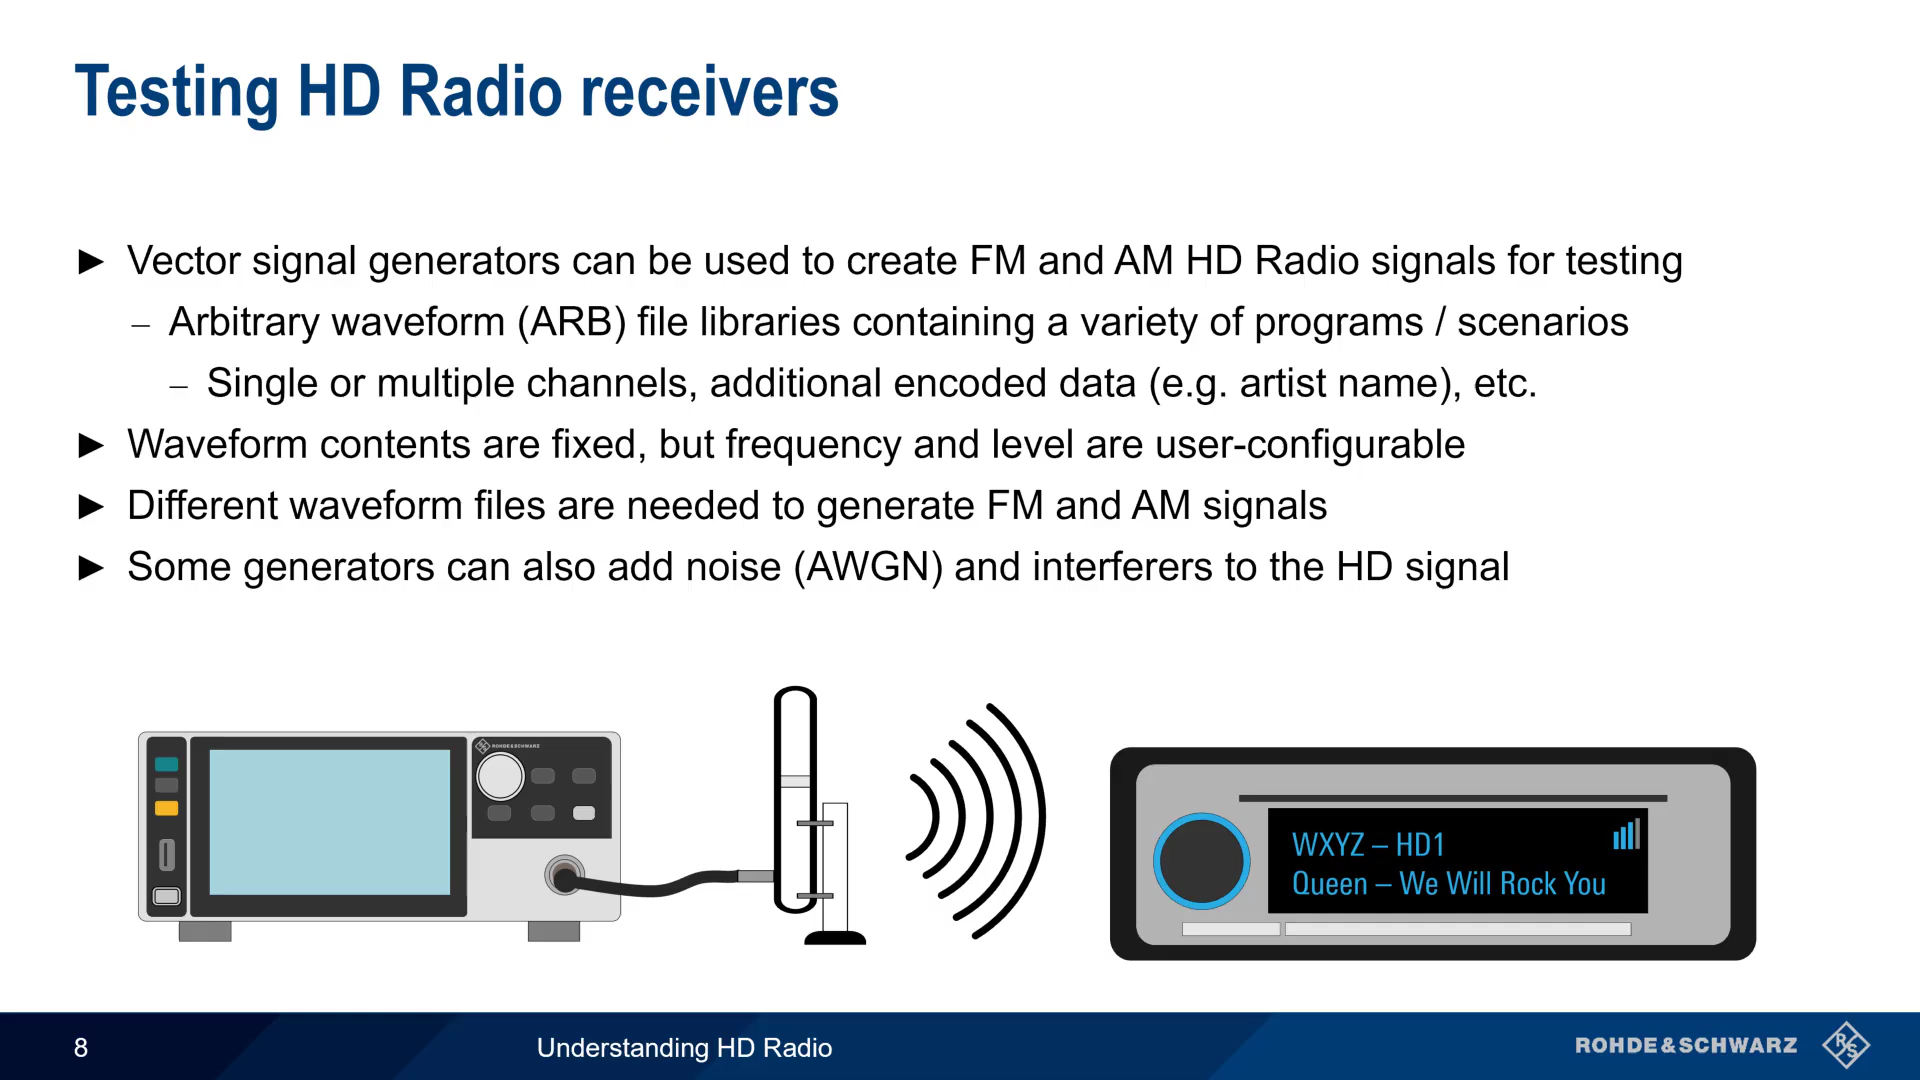 Testing HD Radio receivers
► Vector signal generators can be used to create FM and AM HD Radio signals for testing
– Arbitrary waveform (ARB) file libraries containing a variety of programs / scenarios
– Single or multiple channels, additional encoded data (e.g. artist name), etc.
► Waveform contents are fixed, but frequency and level are user-configurable
► Different waveform files are needed to generate FM and AM signals
► Some generators can also add noise (AWGN) and interferers to the HD signal
ROHDE&SCHWARZ
WXYZ – HD1
Queen – We Will Rock You
8
Understanding HD Radio
ROHDE&SCHWARZ
R&S